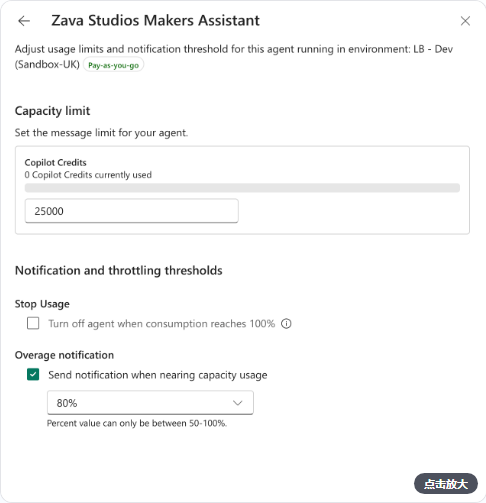 Zava Studios Makers Assistant
Adjust usage limits and notification threshold for this agent running in environment: LB - Dev
(Sandbox-UK) Pay-as-you-go
Capacity limit
Set the message limit for your agent.
Copilot Credits
0 Copilot Credits currently used
25000
Notification and throttling thresholds
Stop Usage
Turn off agent when consumption reaches 100%
Overage notification
Send notification when nearing capacity usage
80%
Percent value can only be between 50-100%.
点击放大